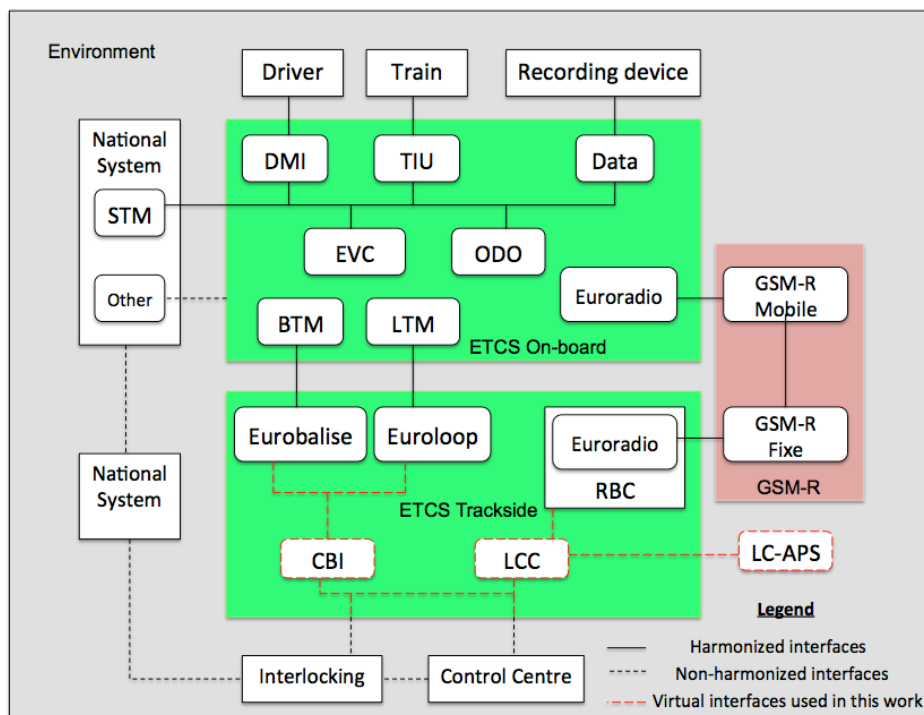 Environment
Driver
Train
Recording device
National
System
DMI
TIU
Data
STM
EVC
ODO
Other
Euroradio
GSM-R
Mobile
BTM
LTM
ETCS On-board
Eurobalise
Euroloop
Euroradio
RBC
GSM-R
Fixe
GSM-R
National
System
ETCS Trackside
CBI
LCC
LC-APS
Legend
Harmonized interfaces
Non-harmonized interfaces
Virtual interfaces used in this work
Interlocking
Control Centre